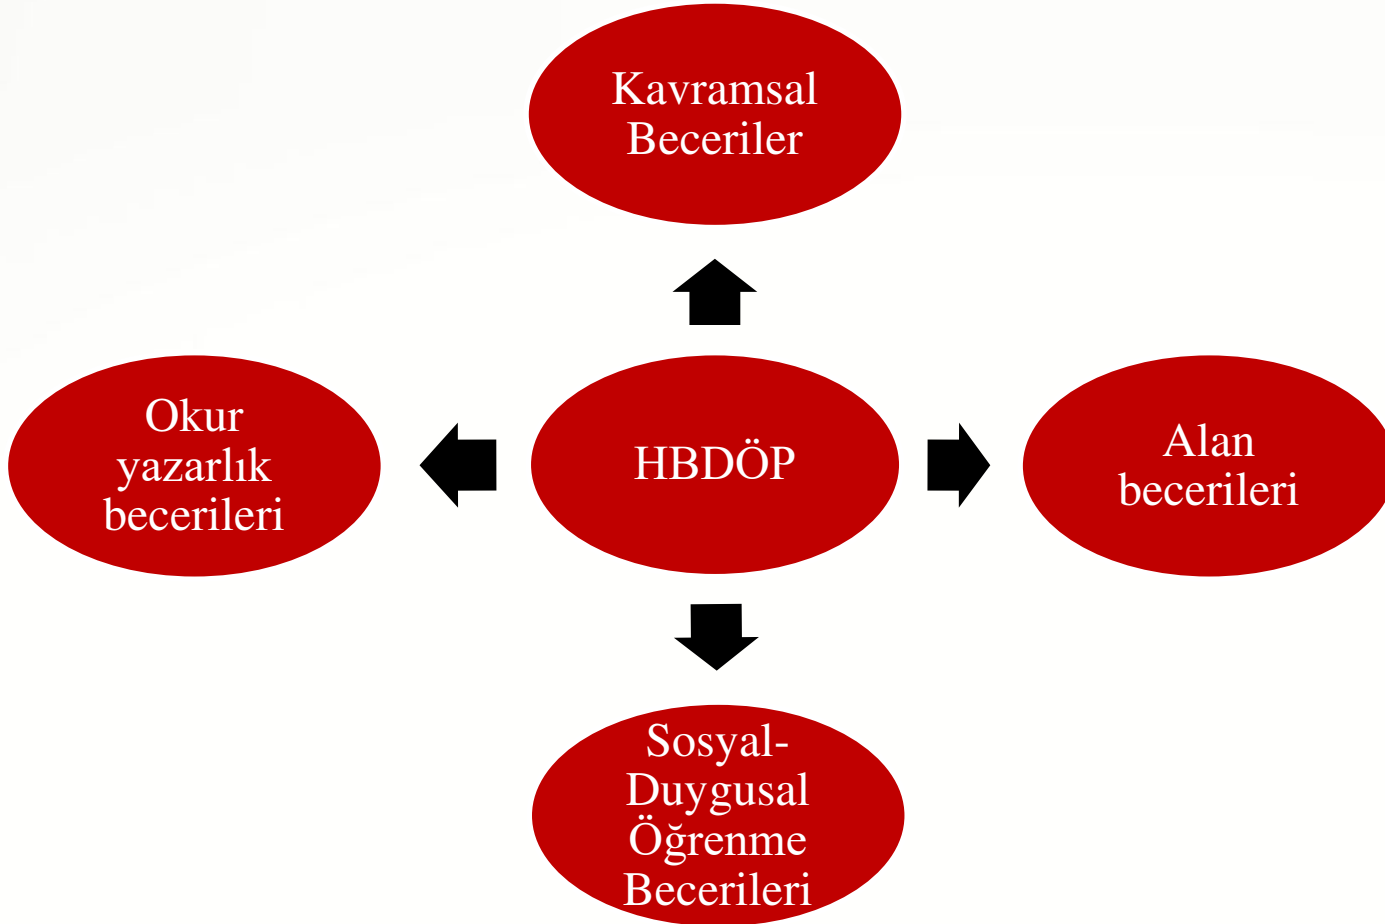 Kavramsal
Beceriler
Okur
yazarlık
becerileri
HBDÖP
Alan
becerileri
Sosyal-
Duygusal
Öğrenme
Becerileri